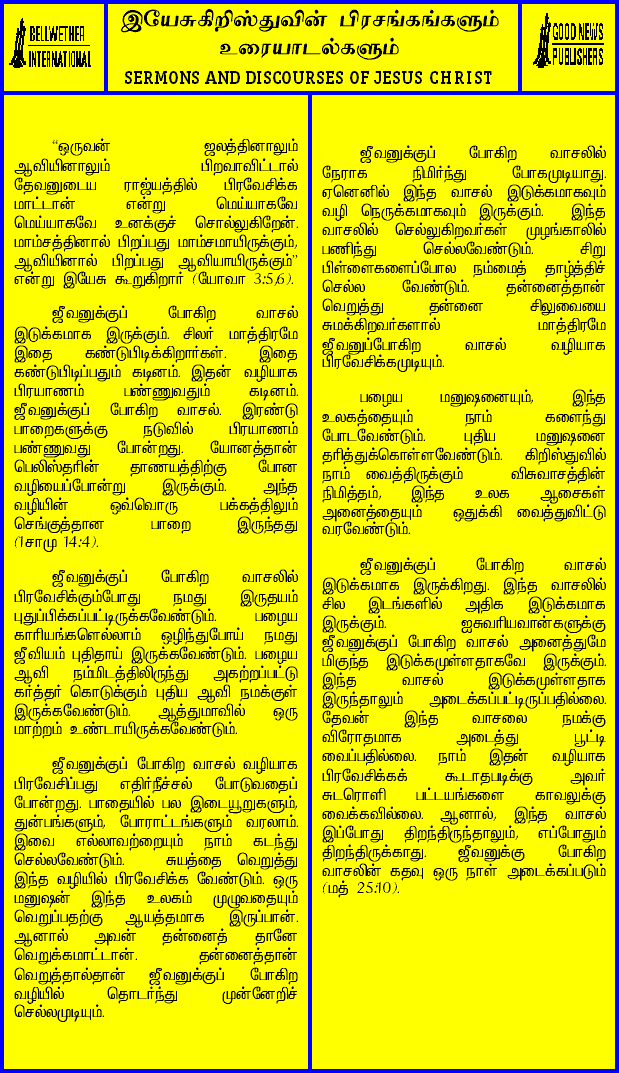 BELLWETHER
INTERNATIONAL
இயேசுகிறிஸ்துவின் பிரசங்கங்களும்
உரையாடல்களும்
SERMONS AND DISCOURSES OF JESUS CHRIST
GOOD NEWS
PUBLISHERS
“ஒருவன் ஜலத்தினாலும்
ஆவியினாலும் பிறவாவிட்டால்
தேவனுடைய ராஜ்யத்தில் பிரவேசிக்க
மாட்டான் என்று மெய்யாகவே
மெய்யாகவே உனக்குச் சொல்லுகிறேன்.
மாம்சத்தினால் பிறப்பது மாம்சமாயிருக்கும்,
ஆவியினால் பிறப்பது ஆவியாயிருக்கும்”
என்று இயேசு கூறுகிறார் (யோவா 3:5,6).
ஜீவனுக்குப் போகிற வாசல்
இடுக்கமாக இருக்கும். சிலர் மாத்திரமே
இதை கண்டுபிடிக்கிறார்கள். இதை
கண்டுபிடிப்பதும் கடினம். இதன் வழியாக
பிரயாணம் பண்ணுவதும் கடினம்.
ஜீவனுக்குப் போகிற வாசல். இரண்டு
பாறைகளுக்கு நடுவில் பிரயாணம்
பண்ணுவது போன்றது. யோனத்தான்
பெலிஸ்தரின் தாணயத்திற்கு போன
வழியைப்போன்று இருக்கும். அந்த
வழியின் ஒவ்வொரு பக்கத்திலும்
செங்குத்தான பாறை இருந்தது
(1சாமு 14:4).
ஜீவனுக்குப் போகிற வாசலில்
பிரவேசிக்கும்போது நமது இருதயம்
புதுப்பிக்கப்பட்டிருக்கவேண்டும். பழைய
காரியங்களெல்லாம் ஒழிந்துபோய் நமது
ஜீவியம் புதிதாய் இருக்கவேண்டும். பழைய
ஆவி நம்மிடத்திலிருந்து அகற்றப்பட்டு
கர்த்தர் கொடுக்கும் புதிய ஆவி நமக்குள்
இருக்கவேண்டும். ஆத்துமாவில் ஒரு
மாற்றம் உண்டாயிருக்கவேண்டும்.
ஜீவனுக்குப் போகிற வாசல் வழியாக
பிரவேசிப்பது எதிர்நீச்சல் போடுவதைப்
போன்றது. பாதையில் பல இடையூறுகளும்,
துன்பங்களும், போராட்டங்களும் வரலாம்.
இவை எல்லாவற்றையும் நாம் கடந்து
செல்லவேண்டும். சுயத்தை வெறுத்து
இந்த வழியில் பிரவேசிக்க வேண்டும். ஒரு
மனுஷன் இந்த உலகம் முழுவதையும்
வெறுப்பதற்கு ஆயத்தமாக இருப்பான்.
ஆனால் அவன் தன்னைத் தானே
வெறுக்கமாட்டான். தன்னைத்தான்
வெறுத்தால்தான் ஜீவனுக்குப் போகிற
வழியில் தொடர்ந்து முன்னேறிச்
செல்லமுடியும்.
ஜீவனுக்குப் போகிற வாசலில்
நேராக நிமிர்ந்து போகமுடியாது.
ஏனெனில் இந்த வாசல் இடுக்கமாகவும்
வழி நெருக்கமாகவும் இருக்கும். இந்த
வாசலில் செல்லுகிறவர்கள் முழங்காலில்
பணிந்து செல்லவேண்டும். சிறு
பிள்ளைகளைப்போல நம்மைத் தாழ்த்திச்
செல்ல வேண்டும். தன்னைத்தான்
வெறுத்து தன்னை சிலுவையை
சுமக்கிறவர்களால் மாத்திரமே
ஜீவனுப்போகிற வாசல் வழியாக
பிரவேசிக்கமுடியும்.
பழைய மனுஷனையும், இந்த
உலகத்தையும் நாம் களைந்து
போடவேண்டும். புதிய மனுஷனை
தரித்துக்கொள்ளவேண்டும். கிறிஸ்துவில்
நாம் வைத்திருக்கும் விசுவாசத்தின்
நிமித்தம், இந்த உலக ஆசைகள்
அனைத்தையும் ஒதுக்கி வைத்துவிட்டு
வரவேண்டும்.
ஜீவனுக்குப் போகிற வாசல்
இடுக்கமாக இருக்கிறது. இந்த வாசலில்
சில இடங்களில் அதிக இடுக்கமாக
இருக்கும். ஐசுவரியவான்களுக்கு
ஜீவனுக்குப் போகிற வாசல் அனைத்துமே
மிகுந்த இடுக்கமுள்ளதாகவே இருக்கும்.
இந்த வாசல் இடுக்கமுள்ளதாக
இருந்தாலும் அடைக்கப்பட்டிருப்பதில்லை.
தேவன் இந்த வாசலை நமக்கு
விரோதமாக அடைத்து பூட்டி
வைப்பதில்லை. நாம் இதன் வழியாக
பிரவேசிக்கக் கூடாதபடிக்கு அவர்
சுடரொளி பட்டயங்களை காவலுக்கு
வைக்கவில்லை. ஆனால், இந்த வாசல்
இப்போது திறந்திருந்தாலும், எப்போதும்
திறந்திருக்காது. ஜீவனுக்கு போகிற
வாசலின் கதவு ஒரு நாள் அடைக்கப்படும்
(மத் 25:10).